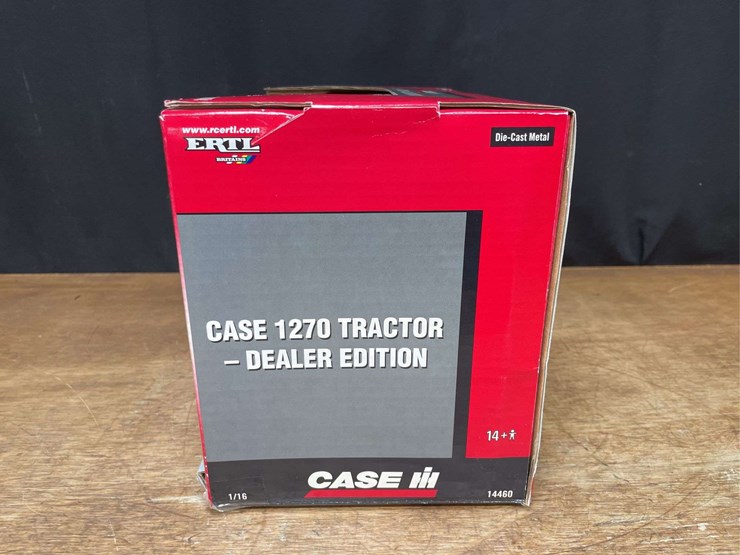 www.rcertl.com
ERTL
BRITAINS
Die-Cast Metal
CASE 1270 TRACTOR
– DEALER EDITION
14+
CASE IH
1/16
14460